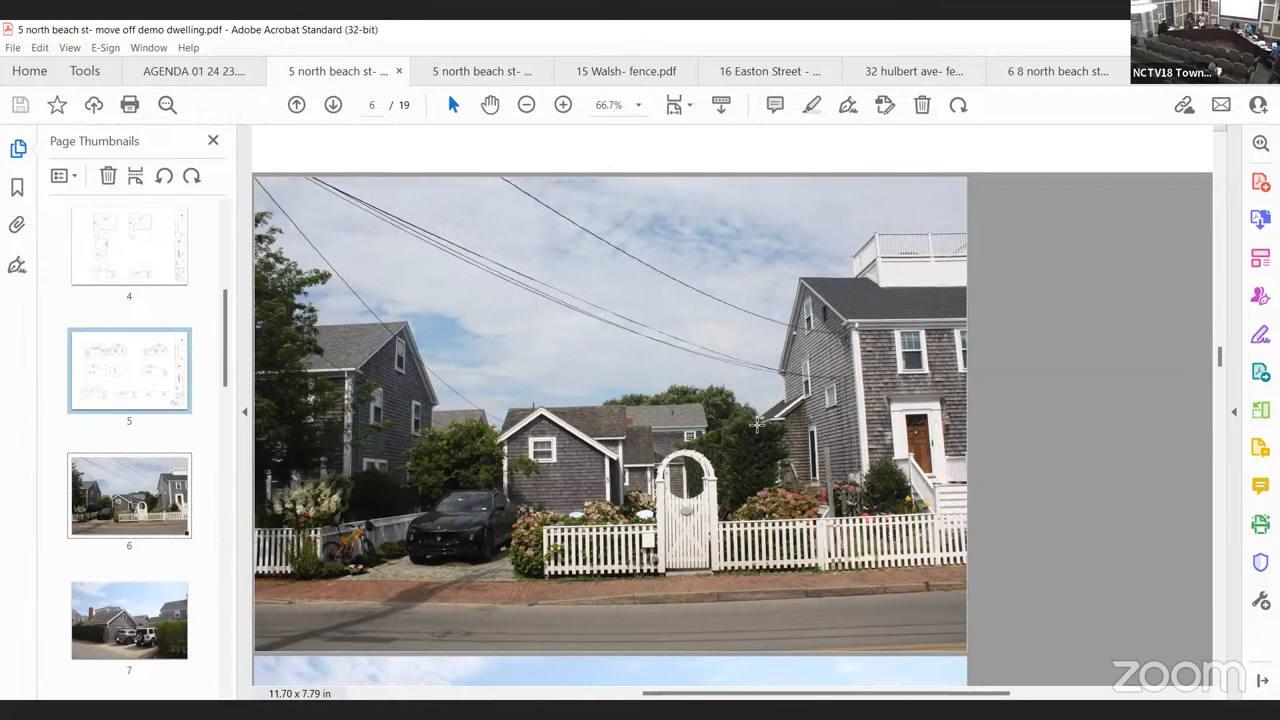 5 north beach st- move off demo dwelling.pdf - Adobe Acrobat Standard (32-bit)
File Edit View E-Sign Window Help
Home Tools AGENDA 01 24 23.... 5 north beach st- ... × 5 north beach st- ... 15 Walsh- fence.pdf 16 Easton Street - ... 32 hulbert ave- fe... 6 8 north beach st...
NCTV18 Town...
6 / 19 66.7%
Page Thumbnails
4
5
6
7
11.70 x 7.79 in
zoom